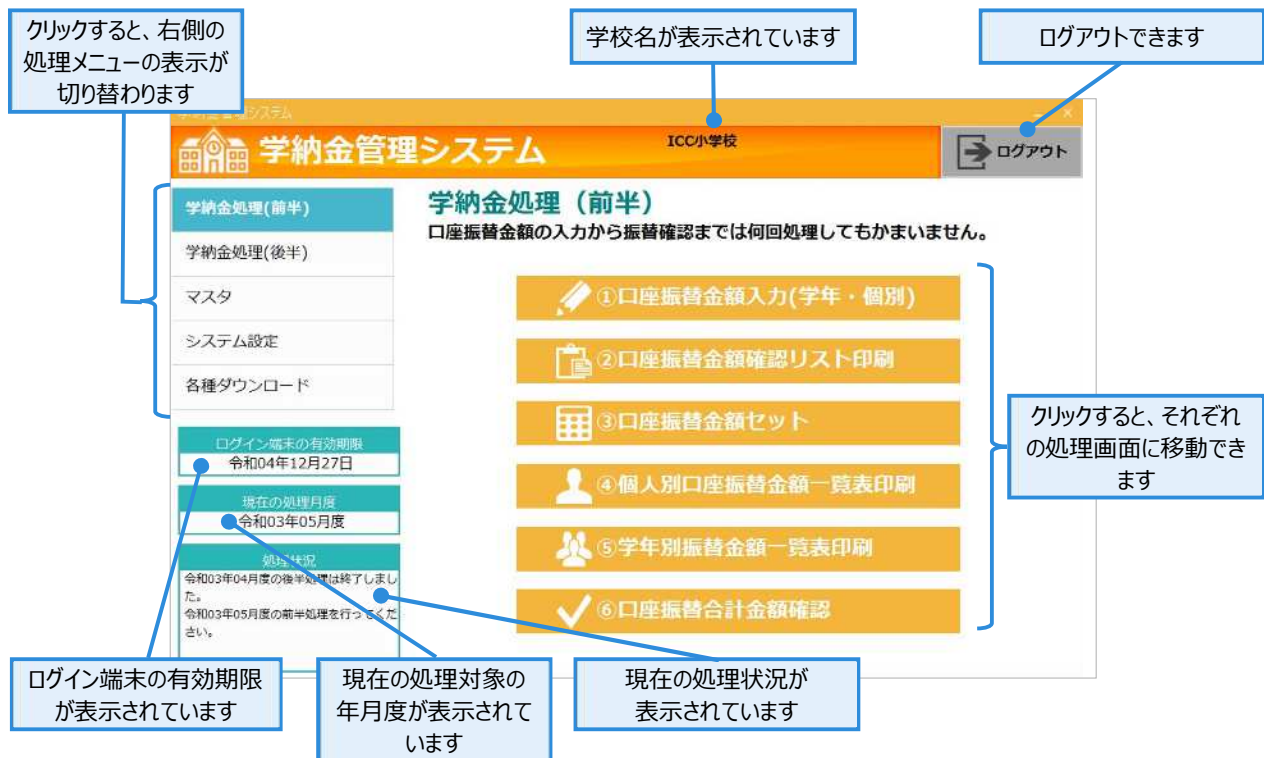 クリックすると、右側の
処理メニューの表示が
切り替わります
学校名が表示されています
ログアウトできます
学納金管理システム
学納金管理システム
ICC小学校
ログアウト
学納金処理(前半)
学納金処理(後半)
マスタ
システム設定
各種ダウンロード
学納金処理（前半）
口座振替金額の入力から振替確認までは何回処理してもかまいません。
①口座振替金額入力(学年・個別)
②口座振替金額確認リスト印刷
③口座振替金額セット
④個人別口座振替金額一覧表印刷
⑤学年別振替金額一覧表印刷
⑥口座振替合計金額確認
クリックすると、それぞれ
の処理画面に移動でき
ます
ログイン端末の有効期限
令和04年12月27日
現在の処理月度
令和03年05月度
処理状況
令和03年04月度の後半処理は終了しまし
た。
令和03年05月度の前半処理を行ってくだ
さい。
ログイン端末の有効期限
が表示されています
現在の処理対象の
年月度が表示されて
います
現在の処理状況が
表示されています